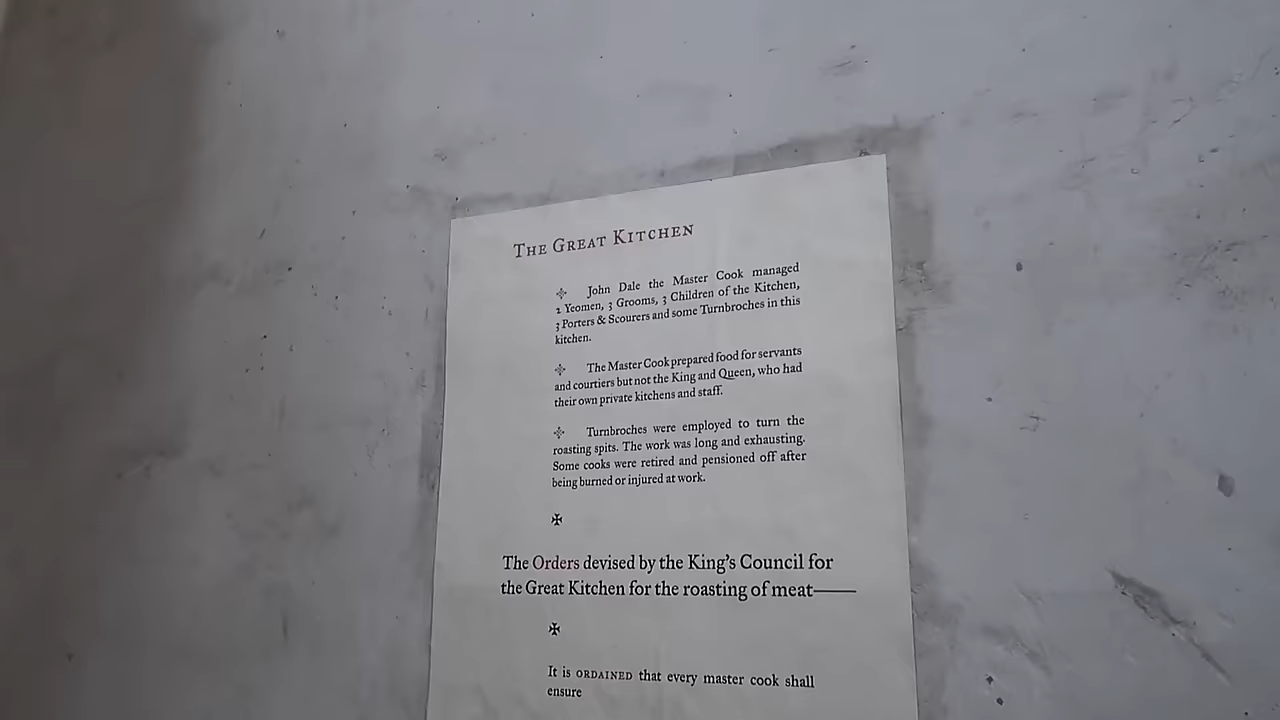 THE GREAT KITCHEN
John Dale the Master Cook managed
2 Yeomen, 3 Grooms, 3 Children of the Kitchen,
3 Porters & Scourers and some Turnbroches in this
kitchen.
The Master Cook prepared food for servants
and courtiers but not the King and Queen, who had
their own private kitchens and staff.
Turnbroches were employed to turn the
roasting spits. The work was long and exhausting.
Some cooks were retired and pensioned off after
being burned or injured at work.
The Orders devised by the King's Council for
the Great Kitchen for the roasting of meat——
It is ORDAINED that every master cook shall
ensure